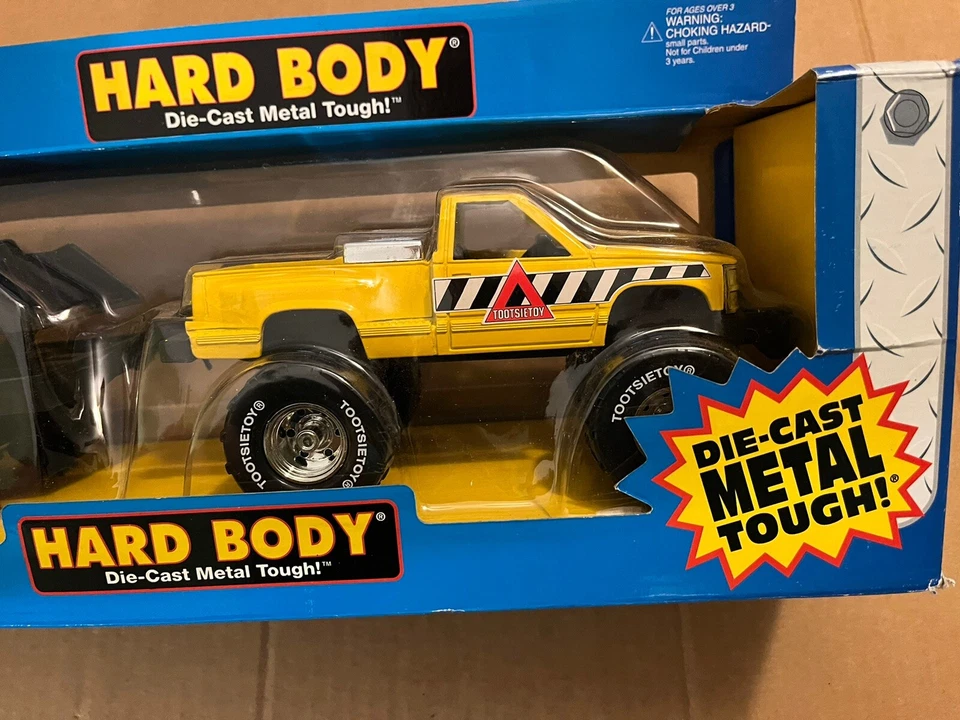 FOR AGES OVER 3
WARNING:
CHOKING HAZARD-
small parts.
Not for Children under
3 years.
HARD BODY®
Die-Cast Metal Tough!™
TOOTSIETOY
TOOTSIETOY®
TOOTSIETOY®
TOOTSIETOY®
DIE-CAST
METAL
TOUGH!®
HARD BODY®
Die-Cast Metal Tough!™